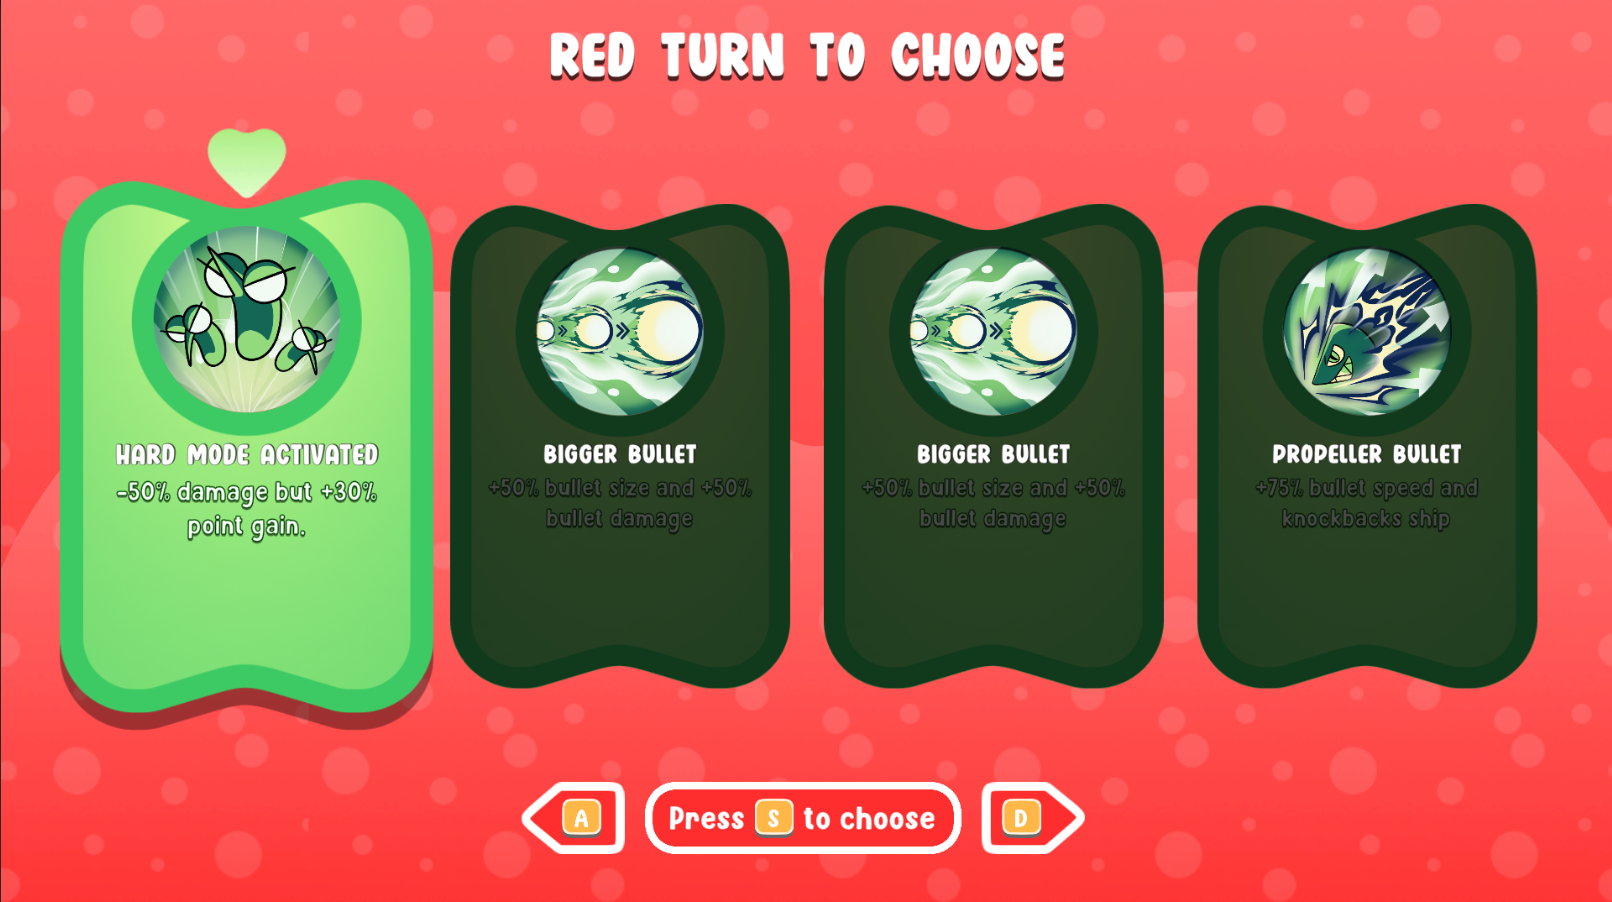 RED TURN TO CHOOSE
HARD MODE ACTIVATED
-50% damage but +30%
point gain.
BIGGER BULLET
+50% bullet size and +50%
bullet damage
BIGGER BULLET
+50% bullet size and +50%
bullet damage
PROPELLER BULLET
+75% bullet speed and
knockbacks ship
A
Press S to choose
D